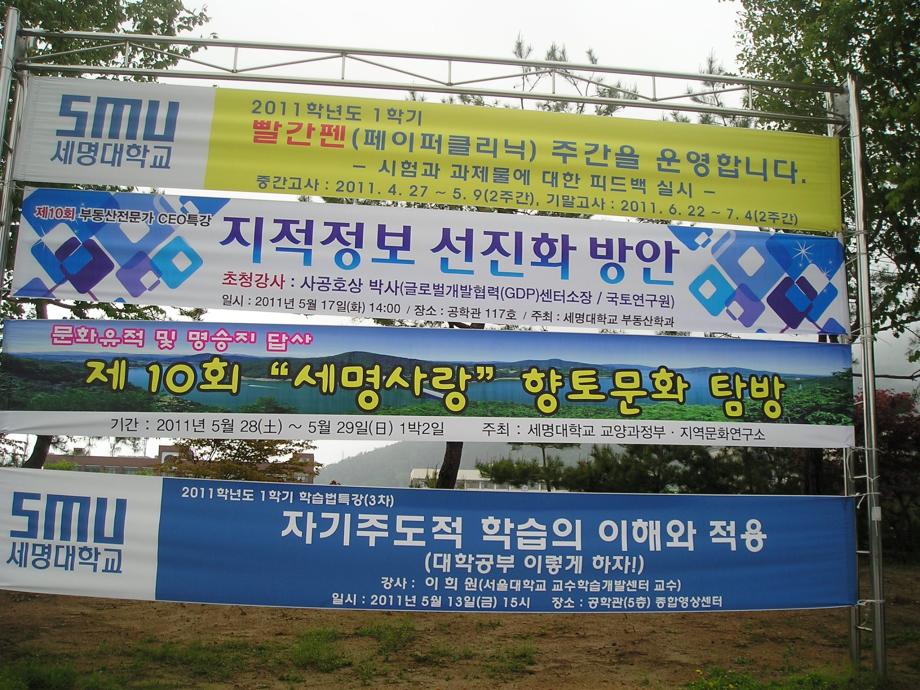 SMU
세명대학교
2011학년도 1학기
빨간펜(페이퍼클리닉) 주간을 운영합니다.
- 시험과 과제물에 대한 피드백 실시 -
중간고사 : 2011. 4. 27 ~ 5. 9(2주간), 기말고사 : 2011. 6. 22 ~ 7. 4(2주간)
제10회 부동산전문가 CEO특강
지적정보 선진화 방안
초청강사 : 사공호상 박사(글로벌개발협력(GDP)센터소장 / 국토연구원)
일시 : 2011년 5월 17일(화) 14:00 / 장소 : 공학관 117호 / 주최 : 세명대학교 부동산학과
문화유적 및 명승지 답사
제 10회 “세명사랑” 향토문화 탐방
기간 : 2011년 5월 28(土) ~ 5월 29일(日) 1박2일 주최 : 세명대학교 교양과정부 · 지역문화연구소
SMU
세명대학교
2011학년도 1학기 학습법특강(3차)
자기주도적 학습의 이해와 적용
(대학공부 이렇게 하자!)
강사 : 이 희 원(서울대학교 교수학습개발센터 교수)
일시 : 2011년 5월 13일(금) 15시 장소 : 공학관(5층) 종합영상센터